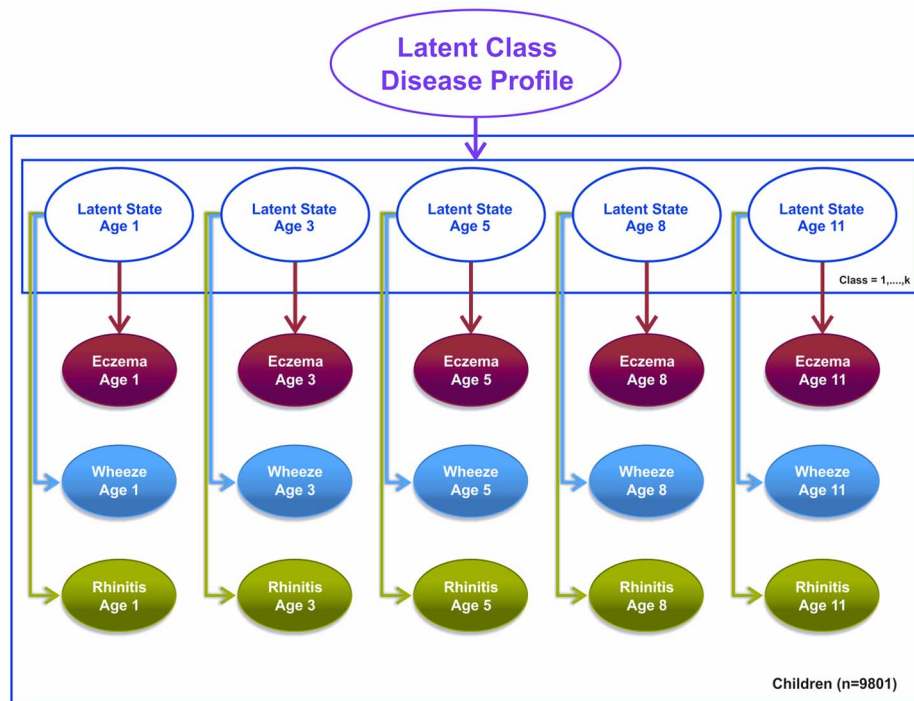 Latent Class
Disease Profile
Latent State
Age 1
Latent State
Age 3
Latent State
Age 5
Latent State
Age 8
Latent State
Age 11
Class = 1,....,k
Eczema
Age 1
Eczema
Age 3
Eczema
Age 5
Eczema
Age 8
Eczema
Age 11
Wheeze
Age 1
Wheeze
Age 3
Wheeze
Age 5
Wheeze
Age 8
Wheeze
Age 11
Rhinitis
Age 1
Rhinitis
Age 3
Rhinitis
Age 5
Rhinitis
Age 8
Rhinitis
Age 11
Children (n=9801)